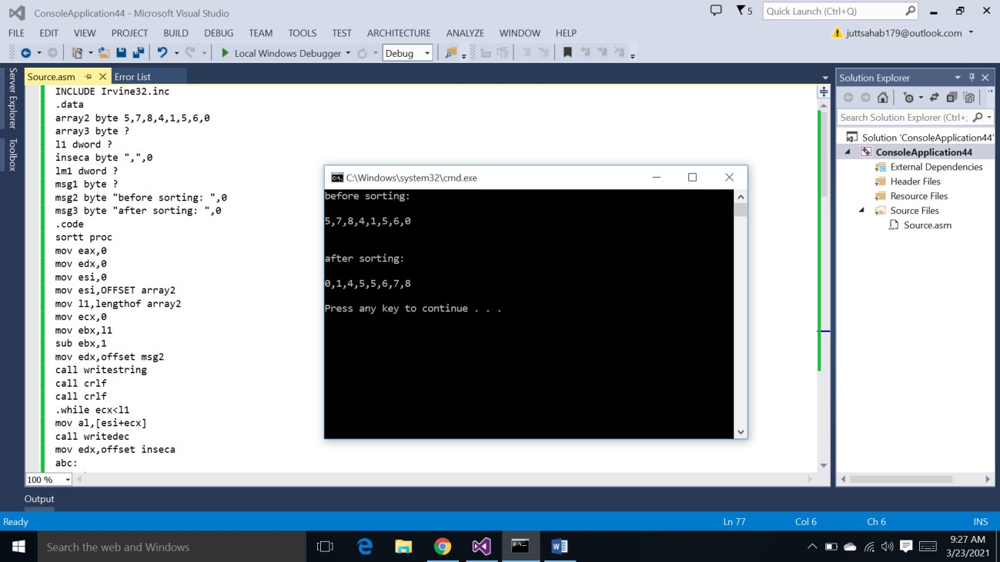 ConsoleApplication44 - Microsoft Visual Studio
5
Quick Launch (Ctrl+Q)
FILE EDIT VIEW PROJECT BUILD DEBUG TEAM TOOLS TEST ARCHITECTURE ANALYZE WINDOW HELP
juttsahab179@outlook.com
Local Windows Debugger
Debug
Server Explorer
Toolbox
Source.asm
Error List
INCLUDE Irvine32.inc
.data
array2 byte 5,7,8,4,1,5,6,0
array3 byte ?
l1 dword ?
inseca byte ",",0
lm1 dword ?
msg1 byte ?
msg2 byte "before sorting: ",0
msg3 byte "after sorting: ",0
.code
sortt proc
mov eax,0
mov edx,0
mov esi,0
mov esi,OFFSET array2
mov l1,lengthof array2
mov ecx,0
mov ebx,l1
sub ebx,1
mov edx,offset msg2
call writestring
call crlf
call crlf
.while ecx<l1
mov al,[esi+ecx]
call writedec
mov edx,offset inseca
abc:
100 %
C:\Windows\system32\cmd.exe
before sorting:
5,7,8,4,1,5,6,0
after sorting:
0,1,4,5,5,6,7,8
Press any key to continue . . .
Solution Explorer
Search Solution Explorer (Ctrl+;
Solution 'ConsoleApplication44'
ConsoleApplication44
External Dependencies
Header Files
Resource Files
Source Files
Source.asm
Output
Ready
Ln 77
Col 6
Ch 6
INS
Search the web and Windows
9:27 AM
3/23/2021